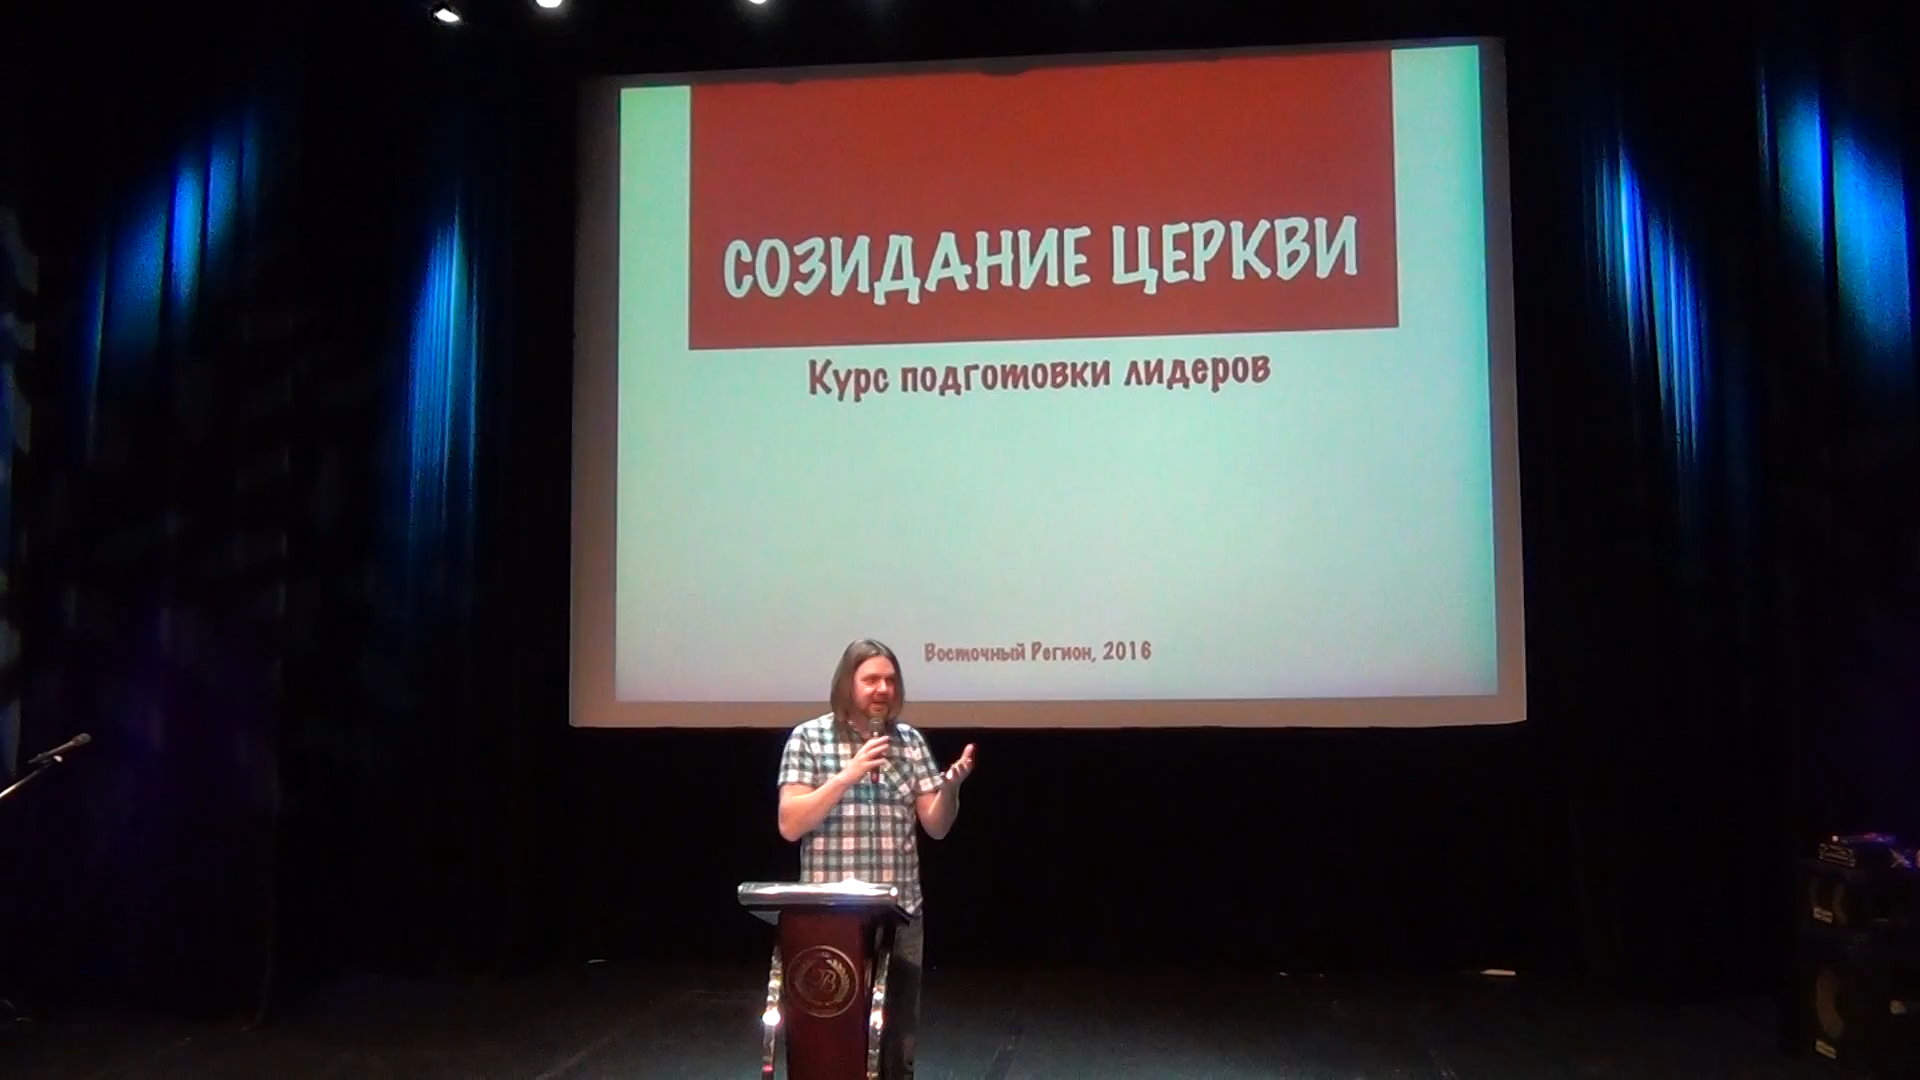 СОЗИДАНИЕ ЦЕРКВИ
Курс подготовки лидеров
Восточный Регион, 2016